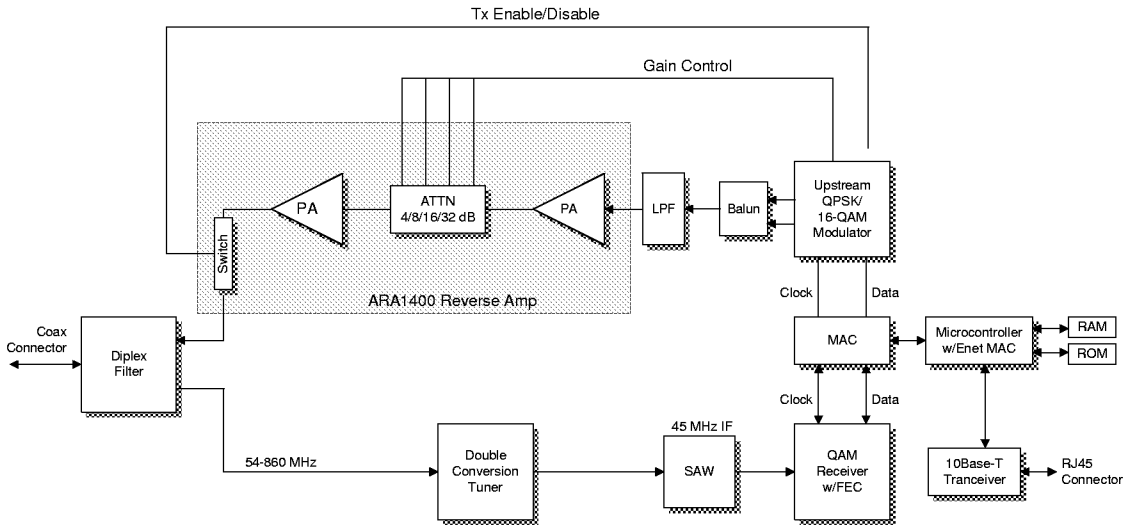 Tx Enable/Disable
Gain Control
PA
ATTN
4/8/16/32 dB
PA
LPF
Balun
Upstream
QPSK/
16-QAM
Modulator
Switch
ARA1400 Reverse Amp
Clock
Data
Coax
Connector
Diplex
Filter
MAC
Microcontroller
w/Enet MAC
RAM
ROM
Clock
Data
54-860 MHz
Double
Conversion
Tuner
45 MHz IF
SAW
QAM
Receiver
w/FEC
10Base-T
Tranceiver
RJ45
Connector